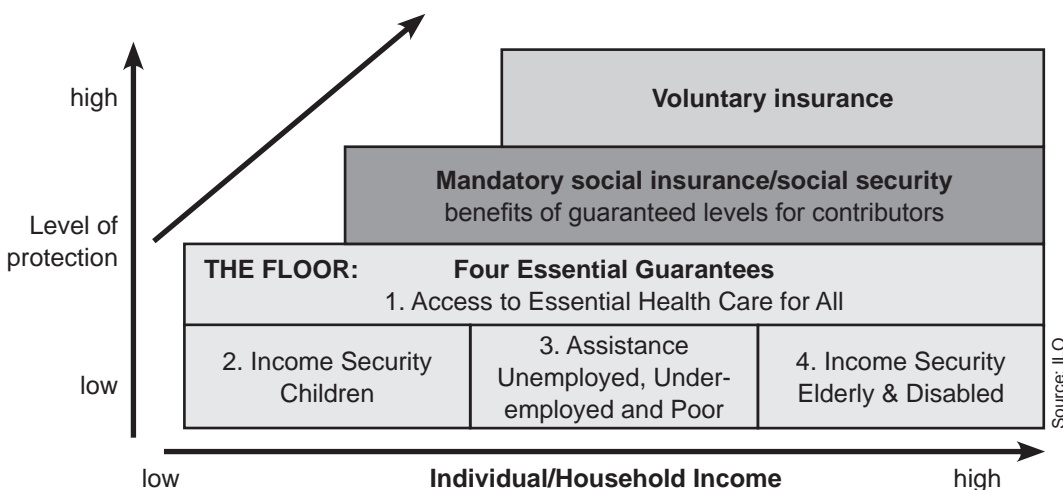 high
Voluntary insurance
Mandatory social insurance/social security
benefits of guaranteed levels for contributors
Level of
protection
THE FLOOR: Four Essential Guarantees
1. Access to Essential Health Care for All
2. Income Security
Children
3. Assistance
Unemployed, Under-
employed and Poor
4. Income Security
Elderly & Disabled
low
Source: ILO
low Individual/Household Income high